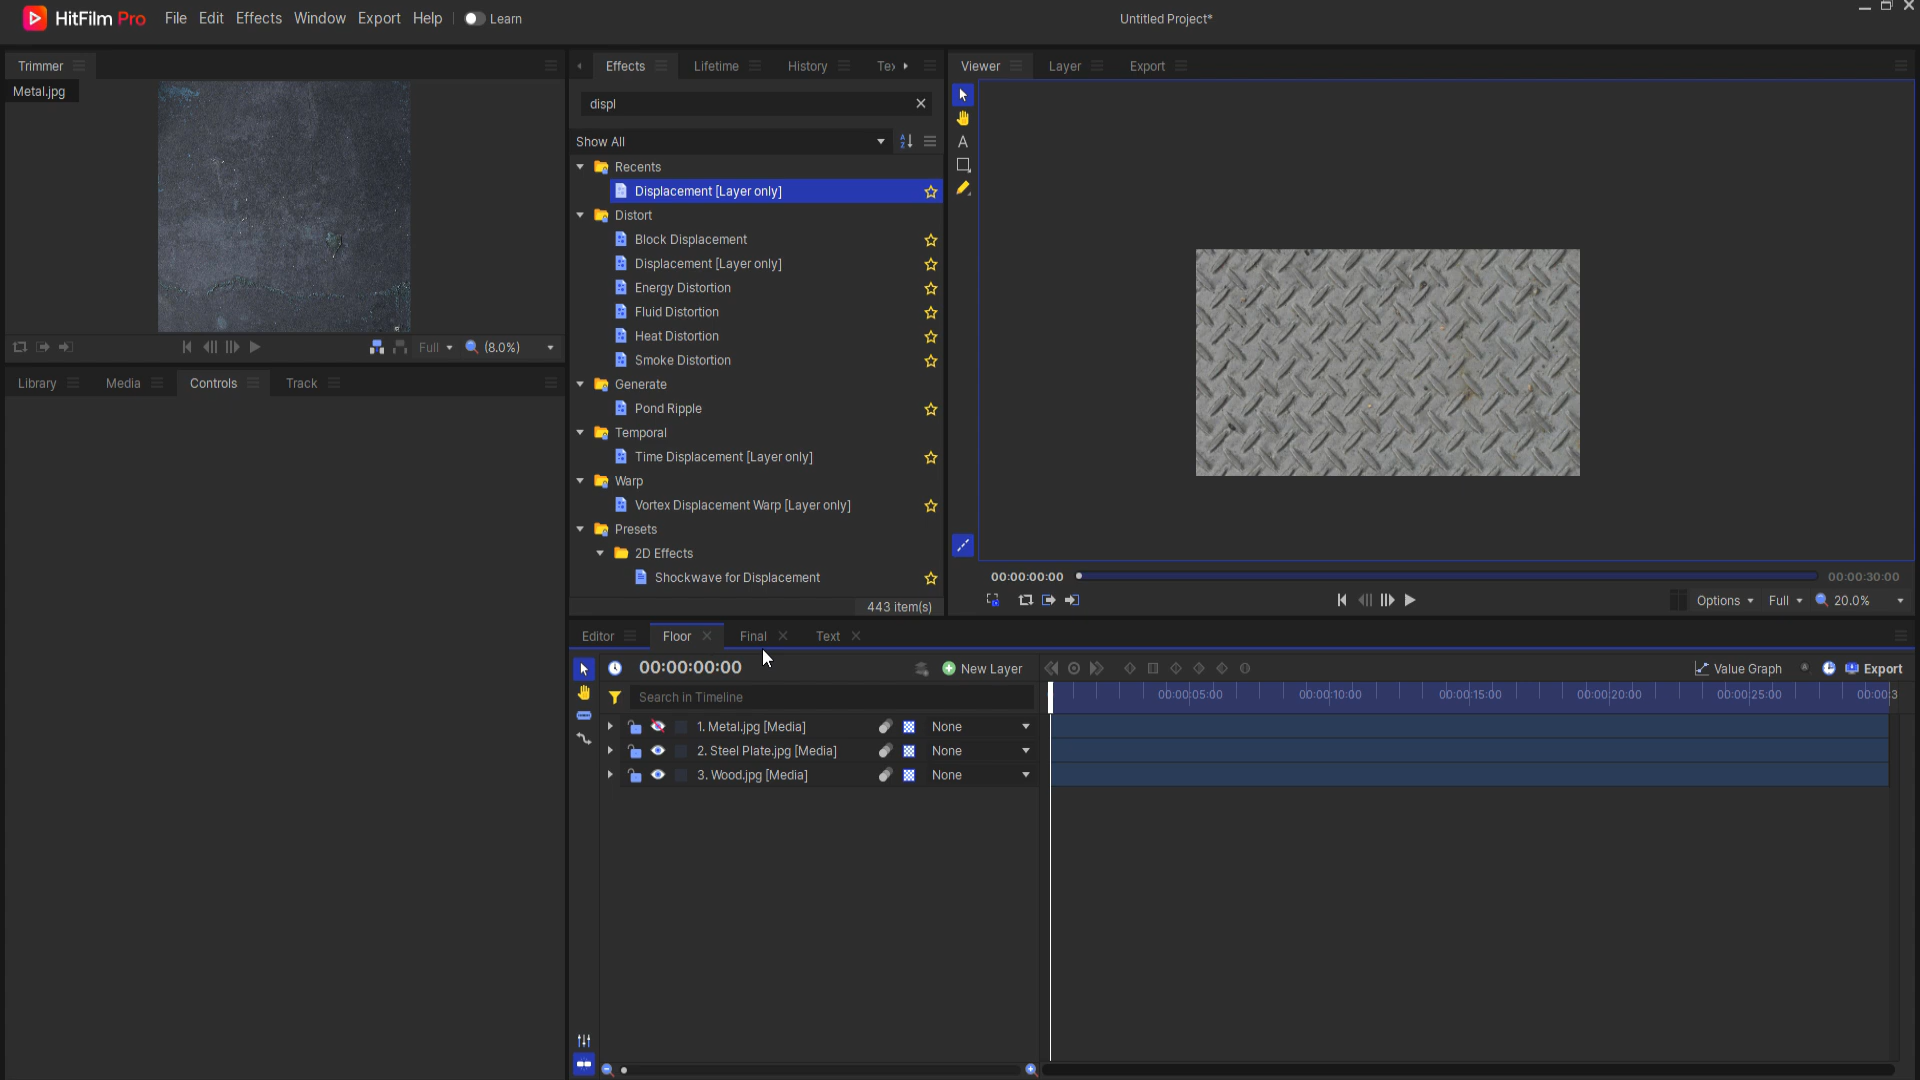 HitFilm Pro File Edit Effects Window Export Help Learn Untitled Project*
Trimmer
Metal.jpg
Full (8.0%)
Library Media Controls Track
Effects Lifetime History Te
displ
Show All
Recents
Displacement [Layer only]
Distort
Block Displacement
Displacement [Layer only]
Energy Distortion
Fluid Distortion
Heat Distortion
Smoke Distortion
Generate
Pond Ripple
Temporal
Time Displacement [Layer only]
Warp
Vortex Displacement Warp [Layer only]
Presets
2D Effects
Shockwave for Displacement
443 item(s)
Viewer Layer Export
A
00:00:00:00 00:00:30:00
Options Full 20.0%
Editor Floor Final Text
00:00:00:00 New Layer Value Graph Export
Search in Timeline
00:00:05:00 00:00:10:00 00:00:15:00 00:00:20:00 00:00:25:00 00:00:3
1. Metal.jpg [Media] None
2. Steel Plate.jpg [Media] None
3. Wood.jpg [Media] None